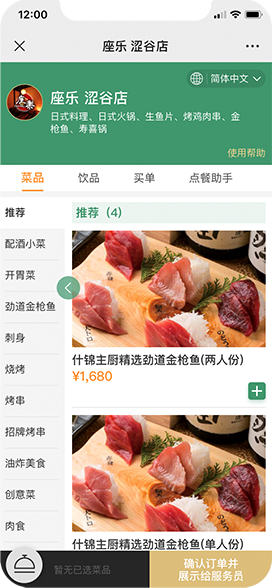 12:00
座乐 涩谷店
座乐 涩谷店
简体中文
日式料理、日式火锅、生鱼片、烤鸡肉串、金
枪鱼、寿喜锅
使用帮助
菜品 饮品 买单 点餐助手
推荐
配酒小菜
开胃菜
劲道金枪鱼
刺身
烧烤
烤串
招牌烤串
油炸美食
创意菜
肉食
推荐（4）
什锦主厨精选劲道金枪鱼(两人份)
¥1,680
什锦主厨精选劲道金枪鱼(单人份)
暂无已选菜品
确认订单并
展示给服务员